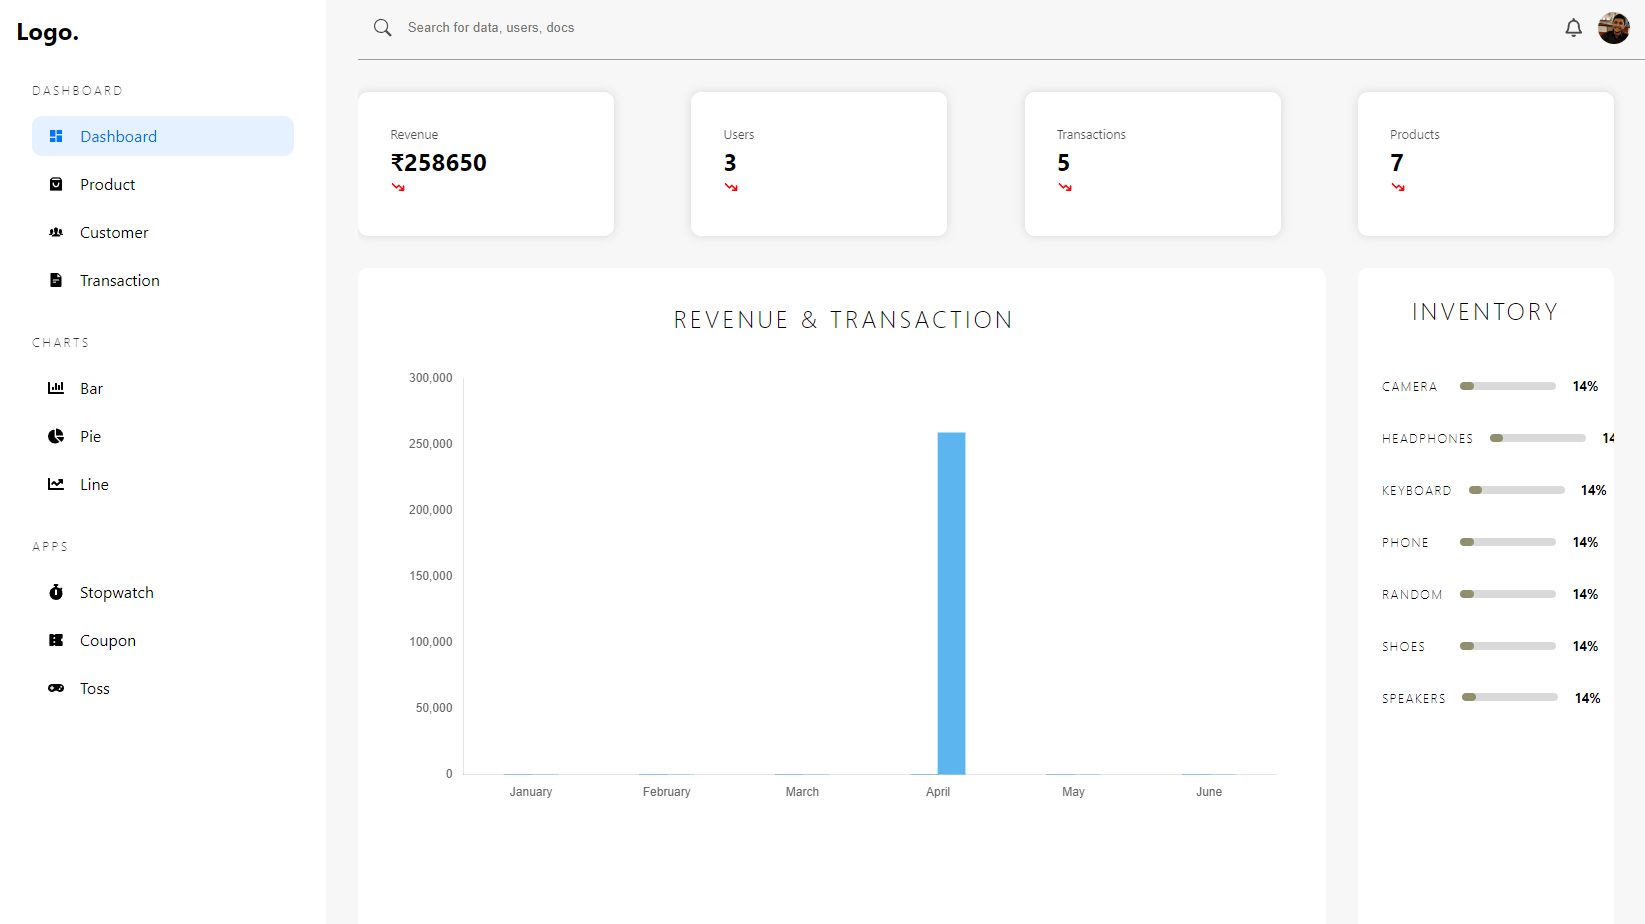 Logo.
DASHBOARD
Dashboard
Product
Customer
Transaction
CHARTS
Bar
Pie
Line
APPS
Stopwatch
Coupon
Toss
Search for data, users, docs
Revenue
₹258650
Users
3
Transactions
5
Products
7
REVENUE & TRANSACTION
300,000
250,000
200,000
150,000
100,000
50,000
0
January February March April May June
INVENTORY
CAMERA 14%
HEADPHONES 14
KEYBOARD 14%
PHONE 14%
RANDOM 14%
SHOES 14%
SPEAKERS 14%